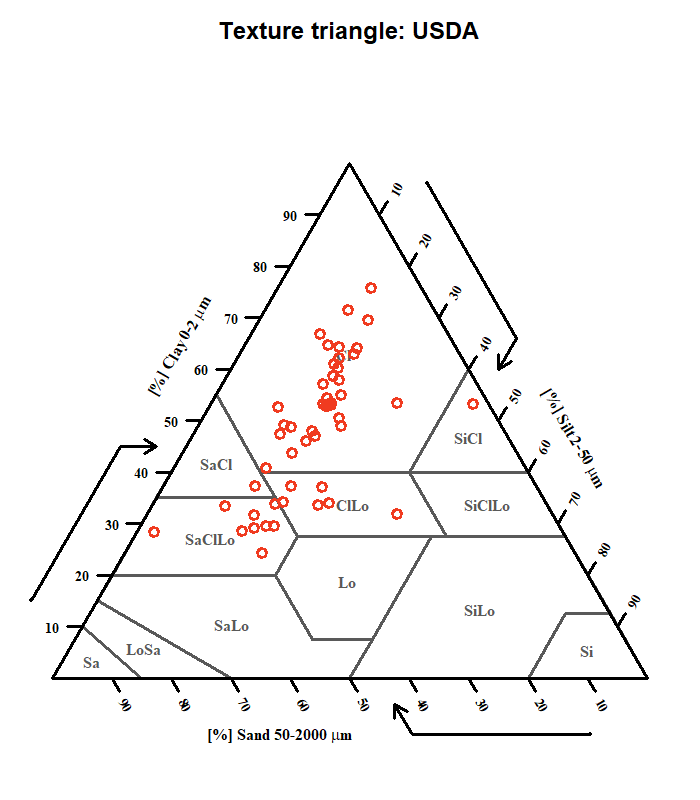 Texture triangle: USDA
10
90
20
80
30
70
[%] Clay 0-2 µm
40
60
50
[%] Silt 2-50 µm
50
SiCl
60
SaCl
40
ClLo
SiClLo
70
30
SaClLo
80
20
Lo
90
SiLo
10
SaLo
LoSa
Si
Sa
90
80
70
60
50
40
30
20
10
[%] Sand 50-2000 µm